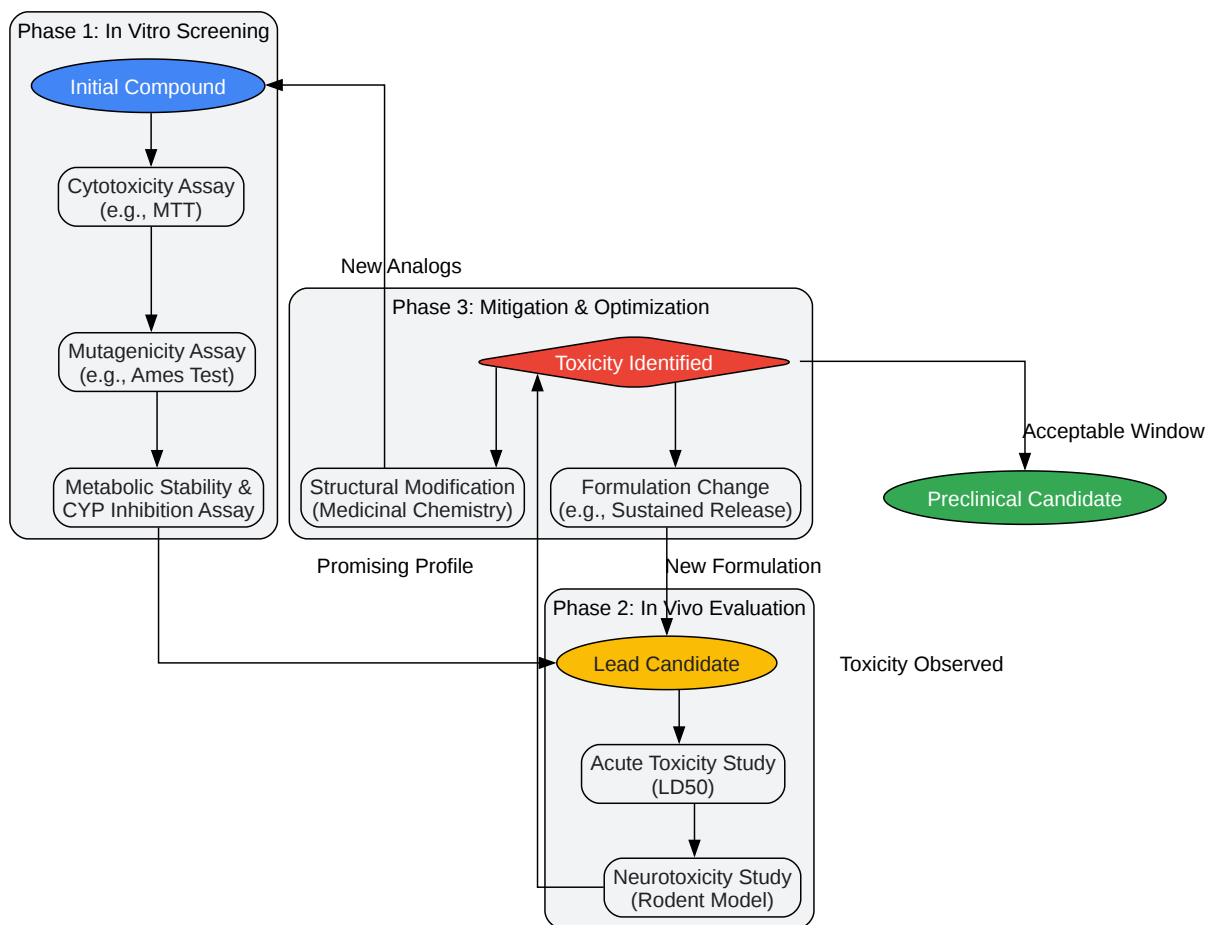 Phase 1: In Vitro Screening
Initial Compound
Cytotoxicity Assay
(e.g., MTT)
Mutagenicity Assay
(e.g., Ames Test)
Metabolic Stability &
CYP Inhibition Assay
New Analogs
Phase 3: Mitigation & Optimization
Toxicity Identified
Structural Modification
(Medicinal Chemistry)
Formulation Change
(e.g., Sustained Release)
Acceptable Window
Preclinical Candidate
Promising Profile
New Formulation
Phase 2: In Vivo Evaluation
Lead Candidate
Toxicity Observed
Acute Toxicity Study
(LD50)
Neurotoxicity Study
(Rodent Model)